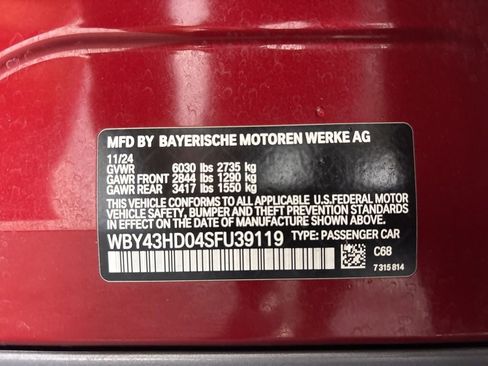 MFD BY BAYERISCHE MOTOREN WERKE AG
11/24
GVWR 6030 lbs 2735 kg
GAWR FRONT 2844 lbs 1290 kg
GAWR REAR 3417 lbs 1550 kg
THIS VEHICLE CONFORMS TO ALL APPLICABLE U.S.FEDERAL MOTOR
VEHICLE SAFETY, BUMPER AND THEFT PREVENTION STANDARDS IN
EFFECT ON THE DATE OF MANUFACTURE SHOWN ABOVE.
WBY43HD04SFU39119 TYPE: PASSENGER CAR
C68
7 315 814